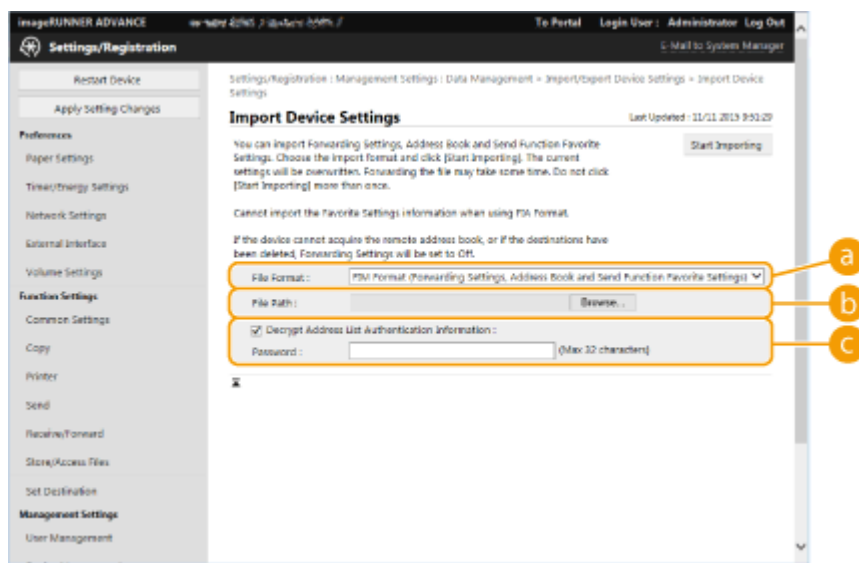 imageRUNNER ADVANCE
To Portal Login User : Administrator Log Out
Settings/Registration
E-Mail to System Manager
Restart Device
Apply Setting Changes
Preferences
Paper Settings
Timer/Energy Settings
Network Settings
External Interface
Volume Settings
Function Settings
Common Settings
Copy
Printer
Send
Receive/Forward
Store/Access Files
Set Destination
Management Settings
User Management
Settings/Registration : Management Settings : Data Management > Import/Export Device Settings > Import Device
Settings
Import Device Settings
Last Updated : 11/11 2015 9:51:29
You can import Forwarding Settings, Address Book and Send Function Favorite
Settings. Choose the import format and click [Start Importing]. The current
settings will be overwritten. Forwarding the file may take some time. Do not click
[Start Importing] more than once.
Start Importing
Cannot import the Favorite Settings information when using FIA Format.
If the device cannot acquire the remote address book, or if the destinations have
been deleted, Forwarding Settings will be set to Off.
File Format :
Format (Forwarding Settings, Address Book and Send Function Favorite Settings)
a
File Path :
Browse...
b
Decrypt Address List Authentication Information :
Password :
(Max 32 characters)
c